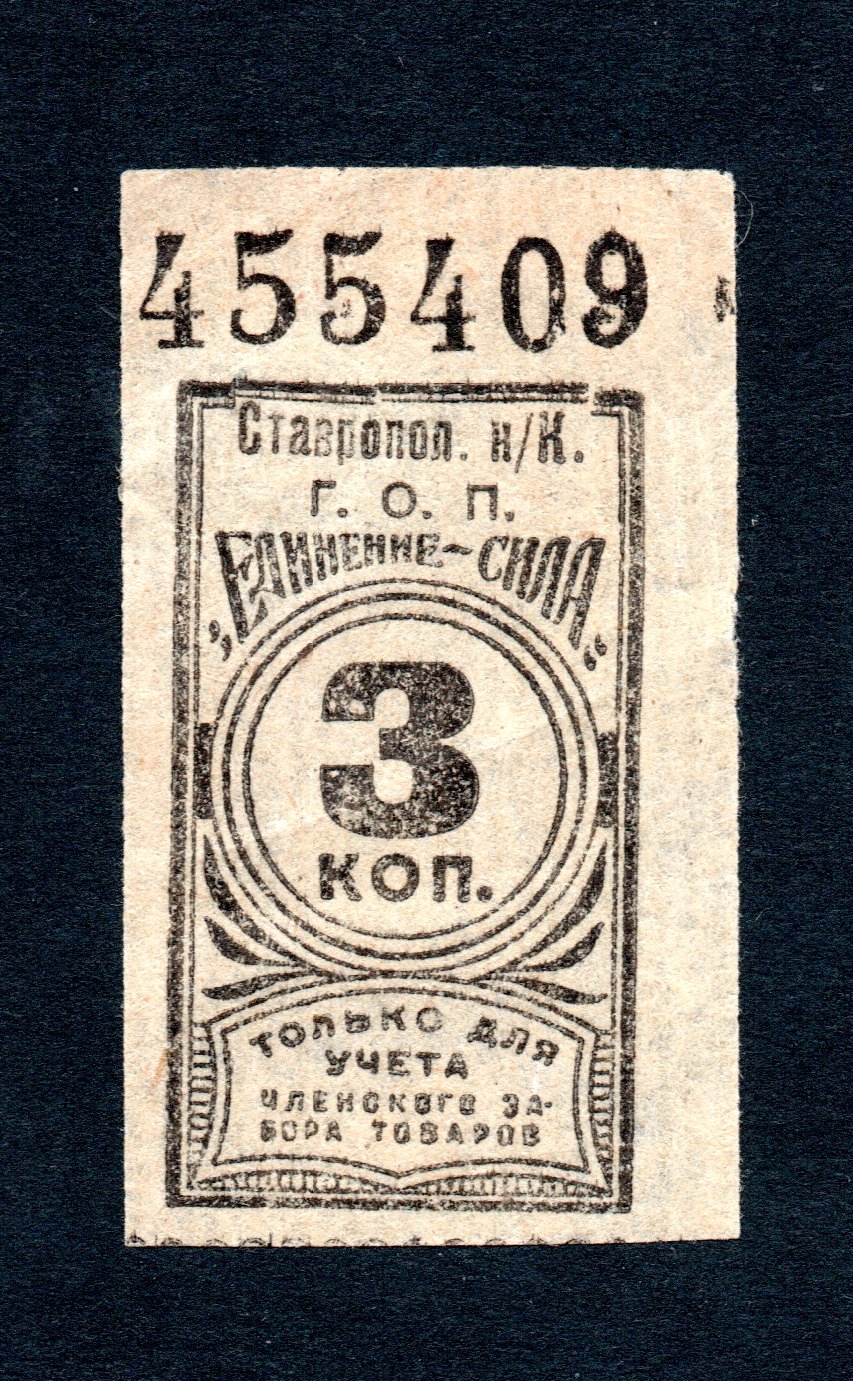 455409
Ставропол. н/К.
Г. О. П.
„ЕДИНЕНИЕ–СИЛА“
3
КОП.
ТОЛЬКО ДЛЯ
УЧЕТА
ЧЛЕНСКОГО ЗА-
БОРА ТОВАРОВ